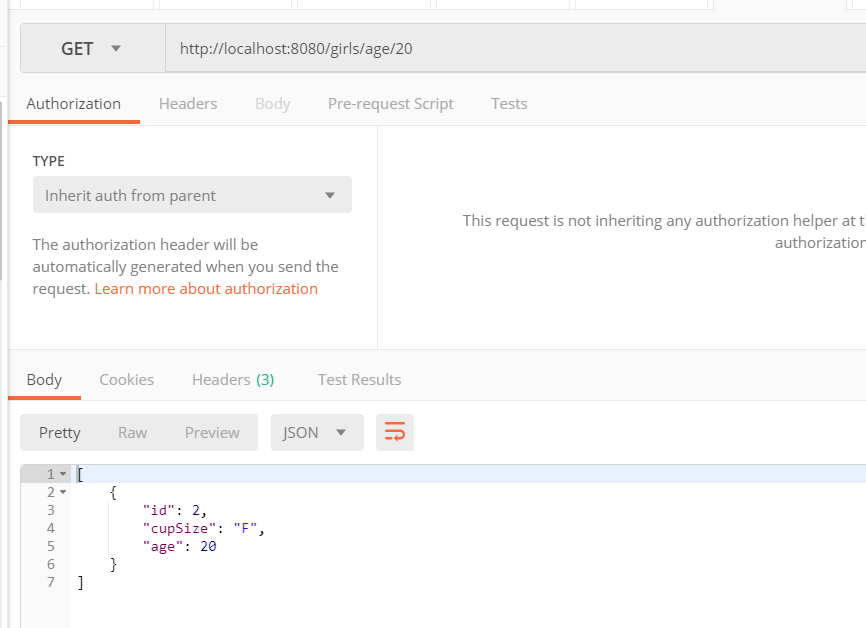 GET http://localhost:8080/girls/age/20
Authorization Headers Body Pre-request Script Tests
TYPE
Inherit auth from parent
The authorization header will be
automatically generated when you send the
request. Learn more about authorization
This request is not inheriting any authorization helper at
authorization
Body Cookies Headers (3) Test Results
Pretty Raw Preview JSON
1 [
2 {
3 "id": 2,
4 "cupSize": "F",
5 "age": 20
6 }
7 ]